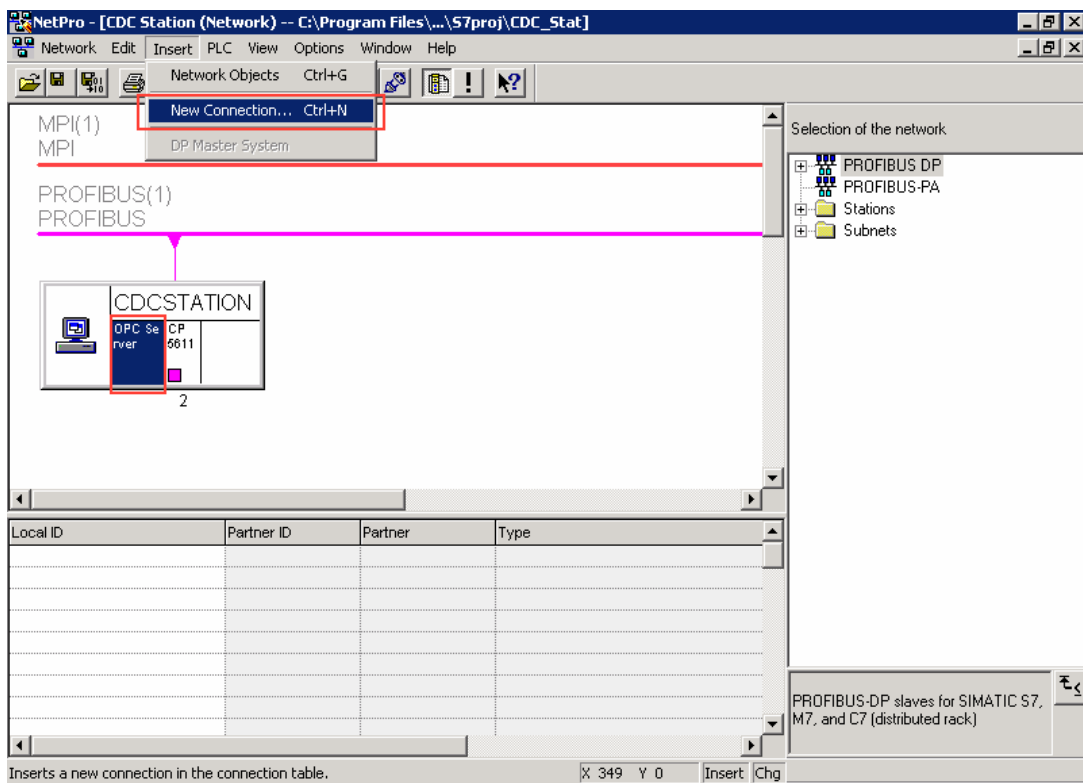 NetPro - [CDC Station (Network) -- C:\Program Files\...\S7proj\CDC_Stat]
Network Edit Insert PLC View Options Window Help
Network Objects Ctrl+G
New Connection... Ctrl+N
DP Master System
MPI(1)
MPI
PROFIBUS(1)
PROFIBUS
CDCSTATION
OPC Se
rver
CP
5611
2
Selection of the network
PROFIBUS DP
PROFIBUS-PA
Stations
Subnets
Local ID Partner ID Partner Type
PROFIBUS-DP slaves for SIMATIC S7,
M7, and C7 (distributed rack)
Inserts a new connection in the connection table. X 349 Y 0 Insert Chg